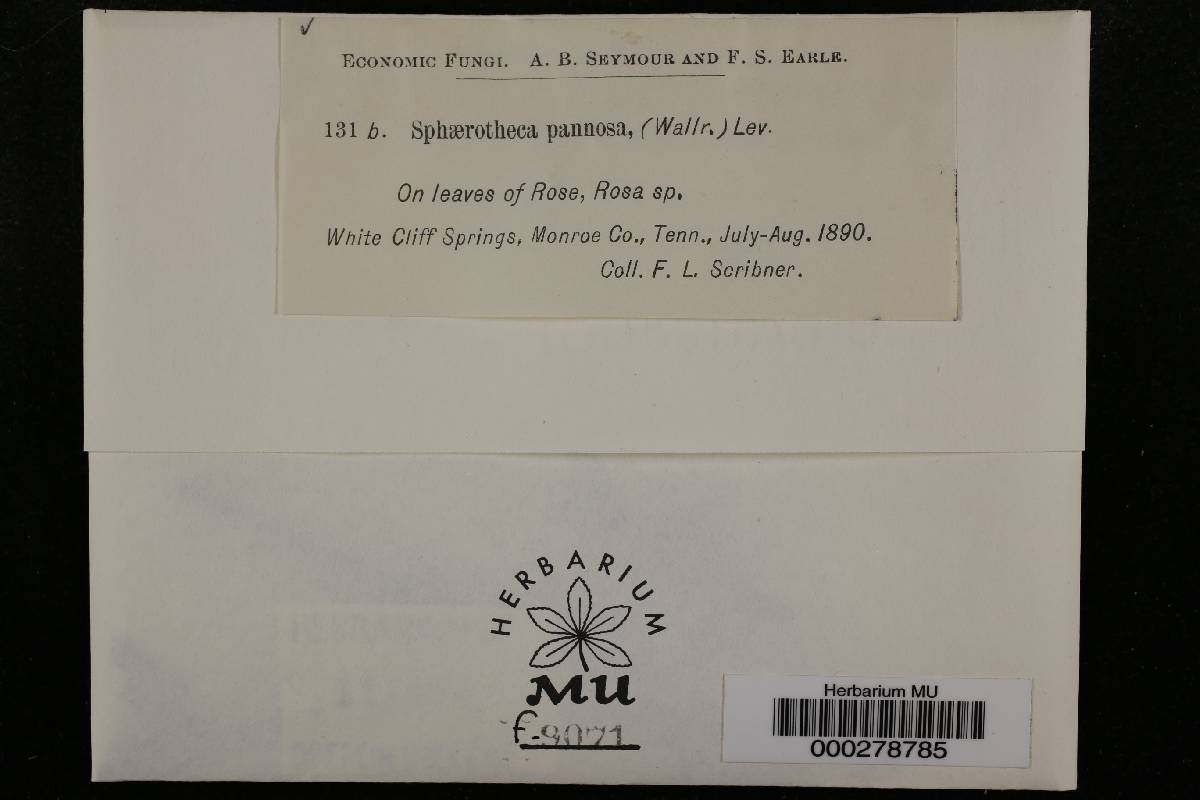 ECONOMIC FUNGI. A. B. SEYMOUR AND F. S. EARLE.
131 b. Sphærotheca pannosa, (Wallr.) Lev.
On leaves of Rose, Rosa sp.
White Cliff Springs, Monroe Co., Tenn., July-Aug. 1890.
Coll. F. L. Scribner.
HERBARIUM
MU
F-9071
Herbarium MU
000278785